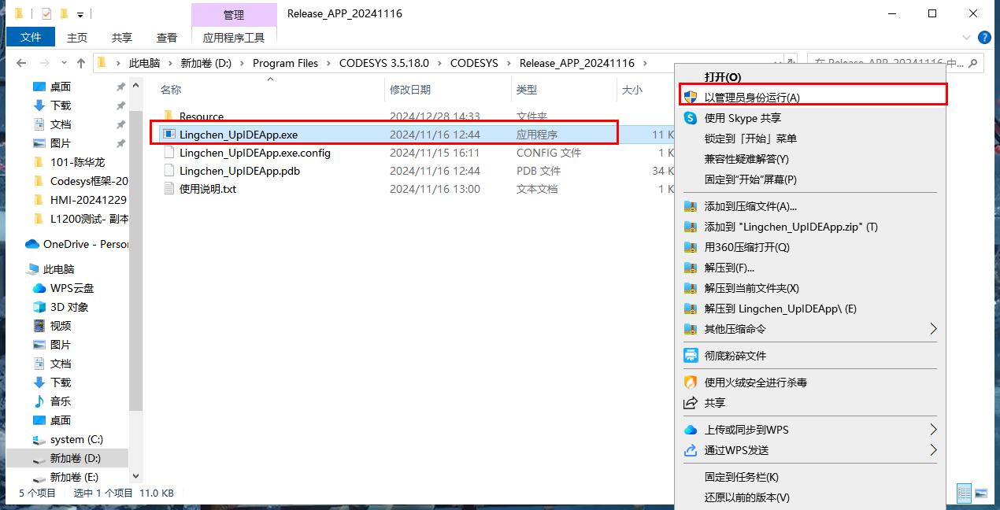 管理
Release_APP_20241116
文件
主页
共享
查看
应用程序工具
此电脑
新加卷 (D:)
Program Files
CODESYS 3.5.18.0
CODESYS
Release_APP_20241116
在 Release_APP_20241116 中...
桌面
下载
文档
图片
101-陈华龙
Codesys框架-20
HMI-20241229
L1200测试- 副本
OneDrive - Person
此电脑
WPS云盘
3D 对象
视频
图片
文档
下载
音乐
桌面
system (C:)
新加卷 (D:)
新加卷 (E:)
名称 修改日期 类型 大小
Resource 2024/12/28 14:33 文件夹
Lingchen_UpIDEApp.exe 2024/11/16 12:44 应用程序 11 K
Lingchen_UpIDEApp.exe.config 2024/11/15 16:11 CONFIG 文件 1 K
Lingchen_UpIDEApp.pdb 2024/11/16 12:44 PDB 文件 34 K
使用说明.txt 2024/11/16 13:00 文本文档 1 K
打开(O)
以管理员身份运行(A)
使用 Skype 共享
锁定到「开始」菜单
兼容性疑难解答(Y)
固定到"开始"屏幕(P)
添加到压缩文件(A)...
添加到 "Lingchen_UpIDEApp.zip" (T)
用360压缩打开(Q)
解压到(F)...
解压到当前文件夹(X)
解压到 Lingchen_UpIDEApp\ (E)
其他压缩命令
彻底粉碎文件
使用火绒安全进行杀毒
共享
上传或同步到WPS
通过WPS发送
固定到任务栏(K)
还原以前的版本(V)
5 个项目 选中 1 个项目 11.0 KB